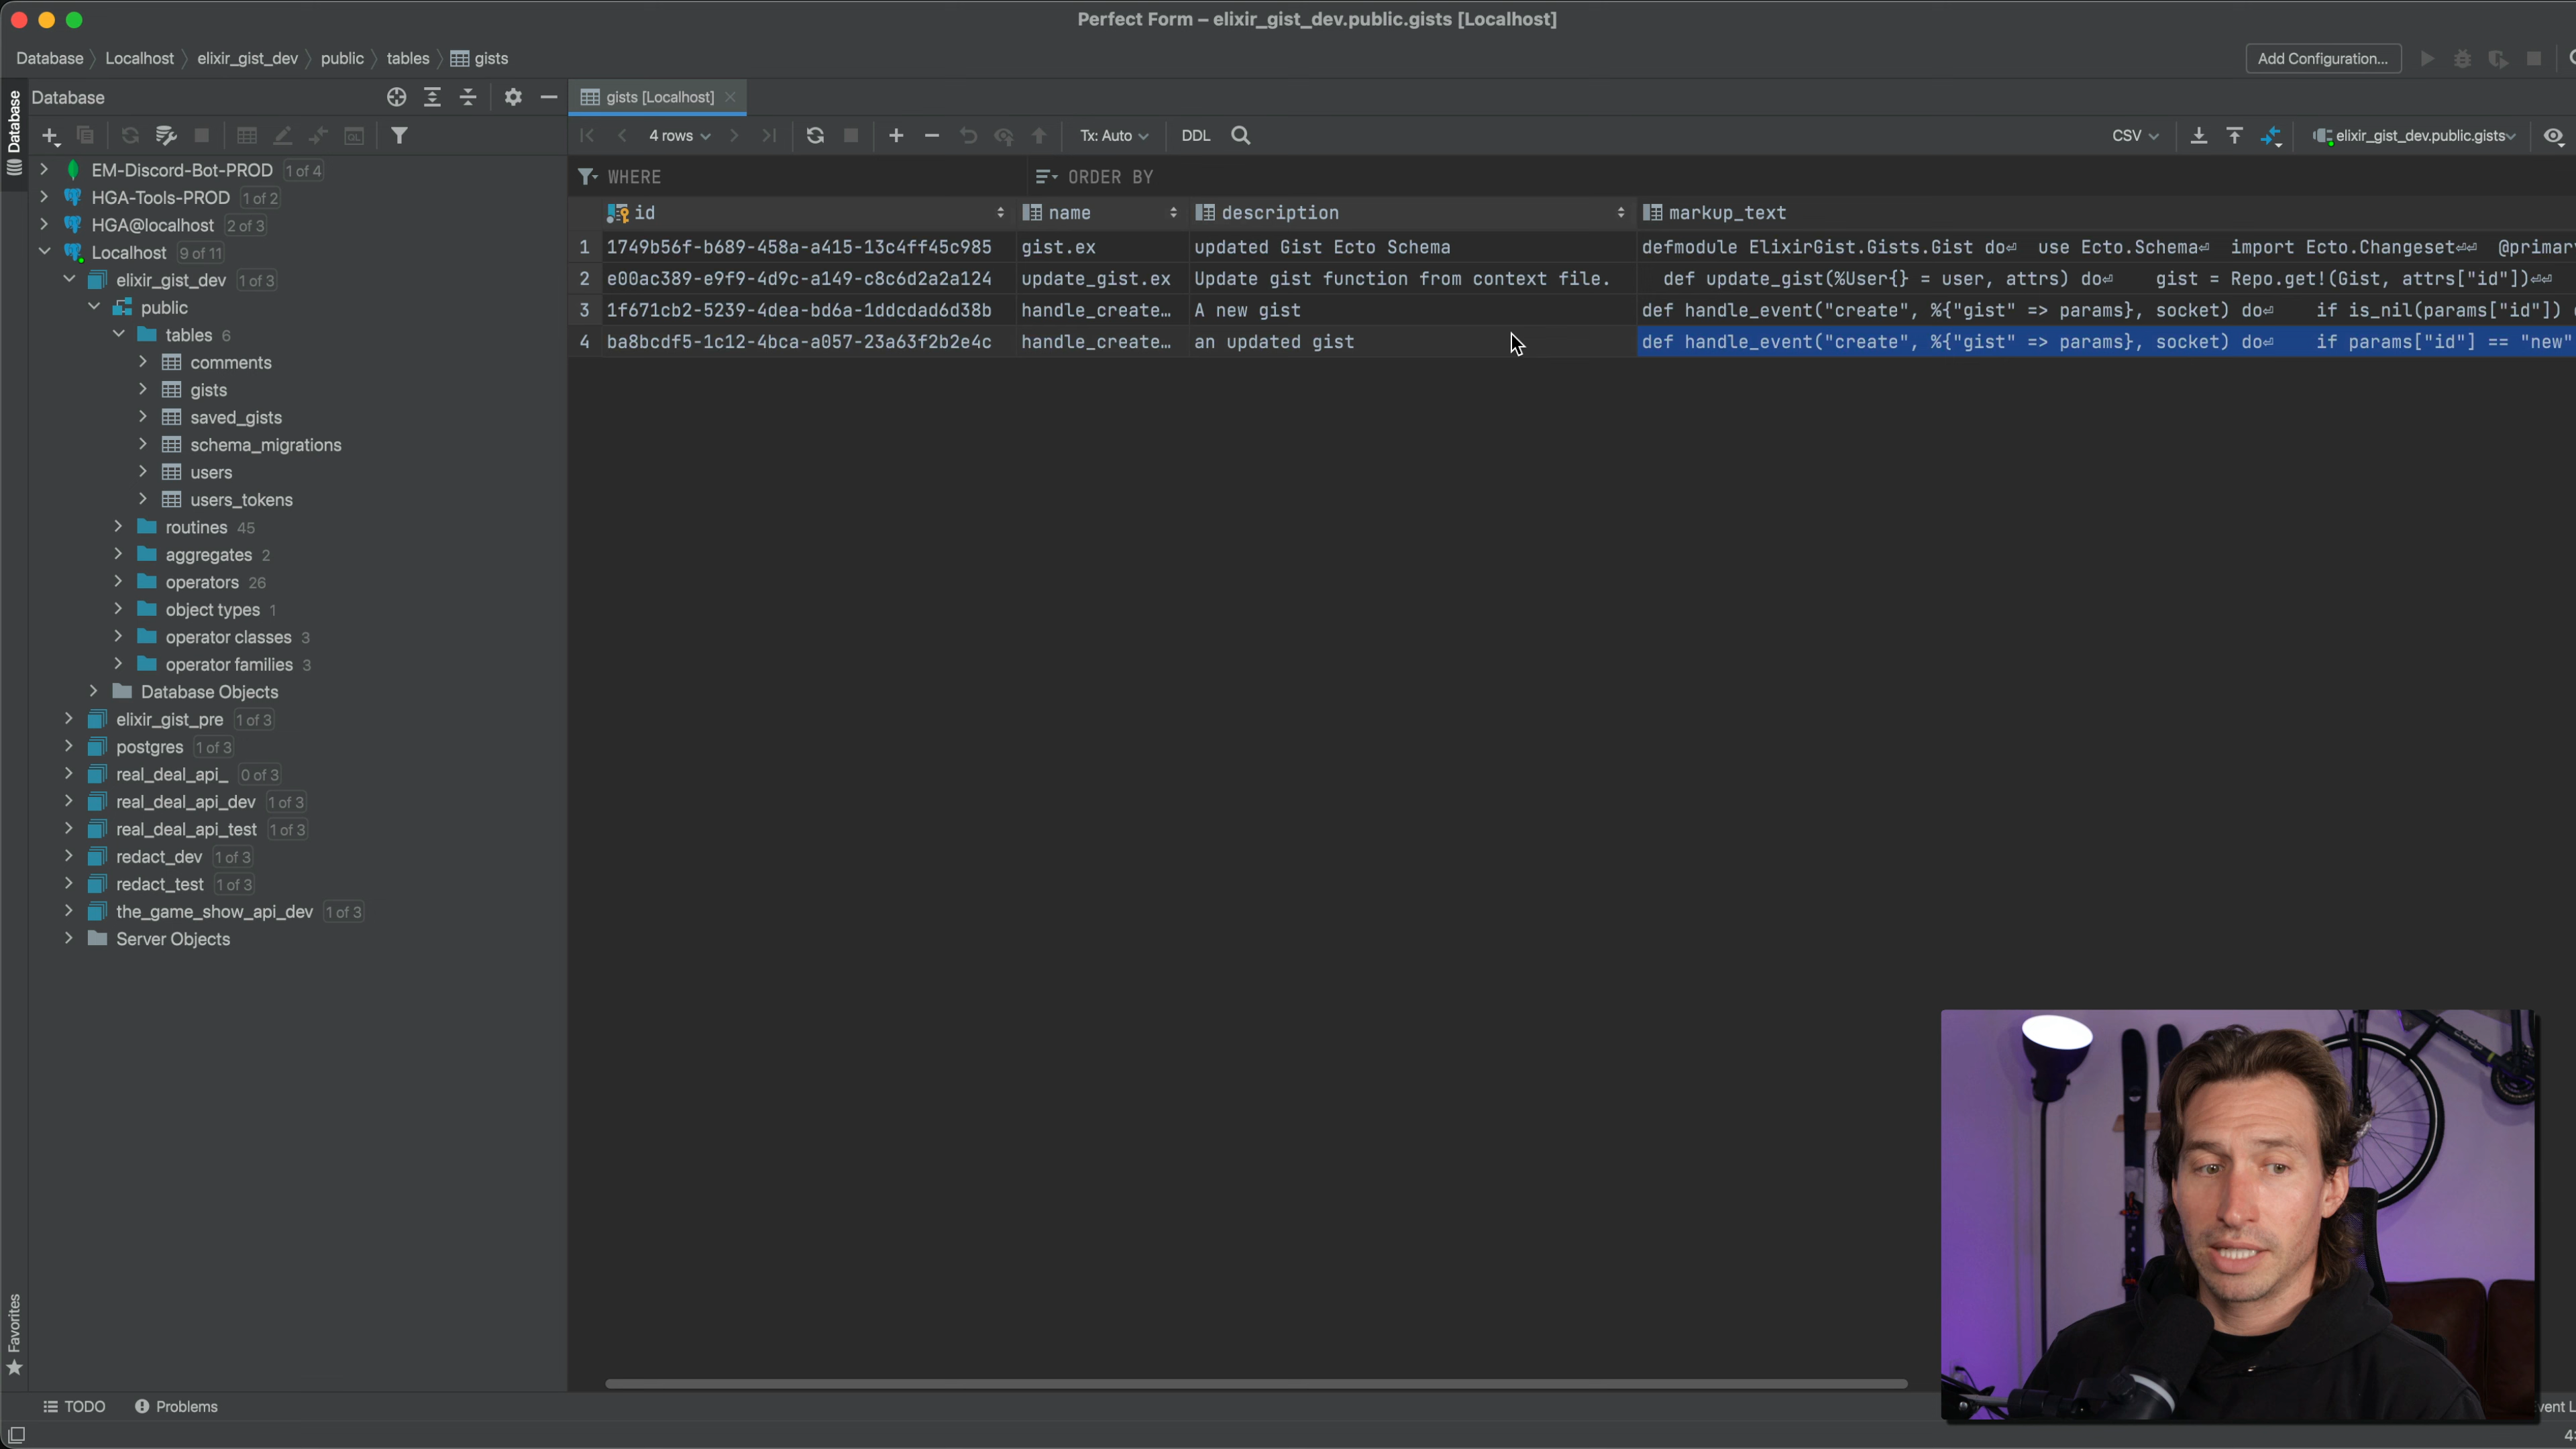 Perfect Form – elixir_gist_dev.public.gists [Localhost]
Database Localhost elixir_gist_dev public tables gists
Add Configuration...
Database
Database
gists [Localhost]
4 rows
Tx: Auto
DDL
CSV
elixir_gist_dev.public.gists
WHERE
ORDER BY
id name description markup_text
1 1749b56f-b689-458a-a415-13c4ff45c985 gist.ex updated Gist Ecto Schema defmodule ElixirGist.Gists.Gist do⏎ use Ecto.Schema⏎ import Ecto.Changeset⏎⏎ @primar
2 e00ac389-e9f9-4d9c-a149-c8c6d2a2a124 update_gist.ex Update gist function from context file. def update_gist(%User{} = user, attrs) do⏎ gist = Repo.get!(Gist, attrs["id"])⏎⏎
3 1f671cb2-5239-4dea-bd6a-1ddcdad6d38b handle_create… A new gist def handle_event("create", %{"gist" => params}, socket) do⏎ if is_nil(params["id"])
4 ba8bcdf5-1c12-4bca-a057-23a63f2b2e4c handle_create… an updated gist def handle_event("create", %{"gist" => params}, socket) do⏎ if params["id"] == "new"
EM-Discord-Bot-PROD 1 of 4
HGA-Tools-PROD 1 of 2
HGA@localhost 2 of 3
Localhost 9 of 11
elixir_gist_dev 1 of 3
public
tables 6
comments
gists
saved_gists
schema_migrations
users
users_tokens
routines 45
aggregates 2
operators 26
object types 1
operator classes 3
operator families 3
Database Objects
elixir_gist_pre 1 of 3
postgres 1 of 3
real_deal_api_ 0 of 3
real_deal_api_dev 1 of 3
real_deal_api_test 1 of 3
redact_dev 1 of 3
redact_test 1 of 3
the_game_show_api_dev 1 of 3
Server Objects
Favorites
TODO
Problems
vent L